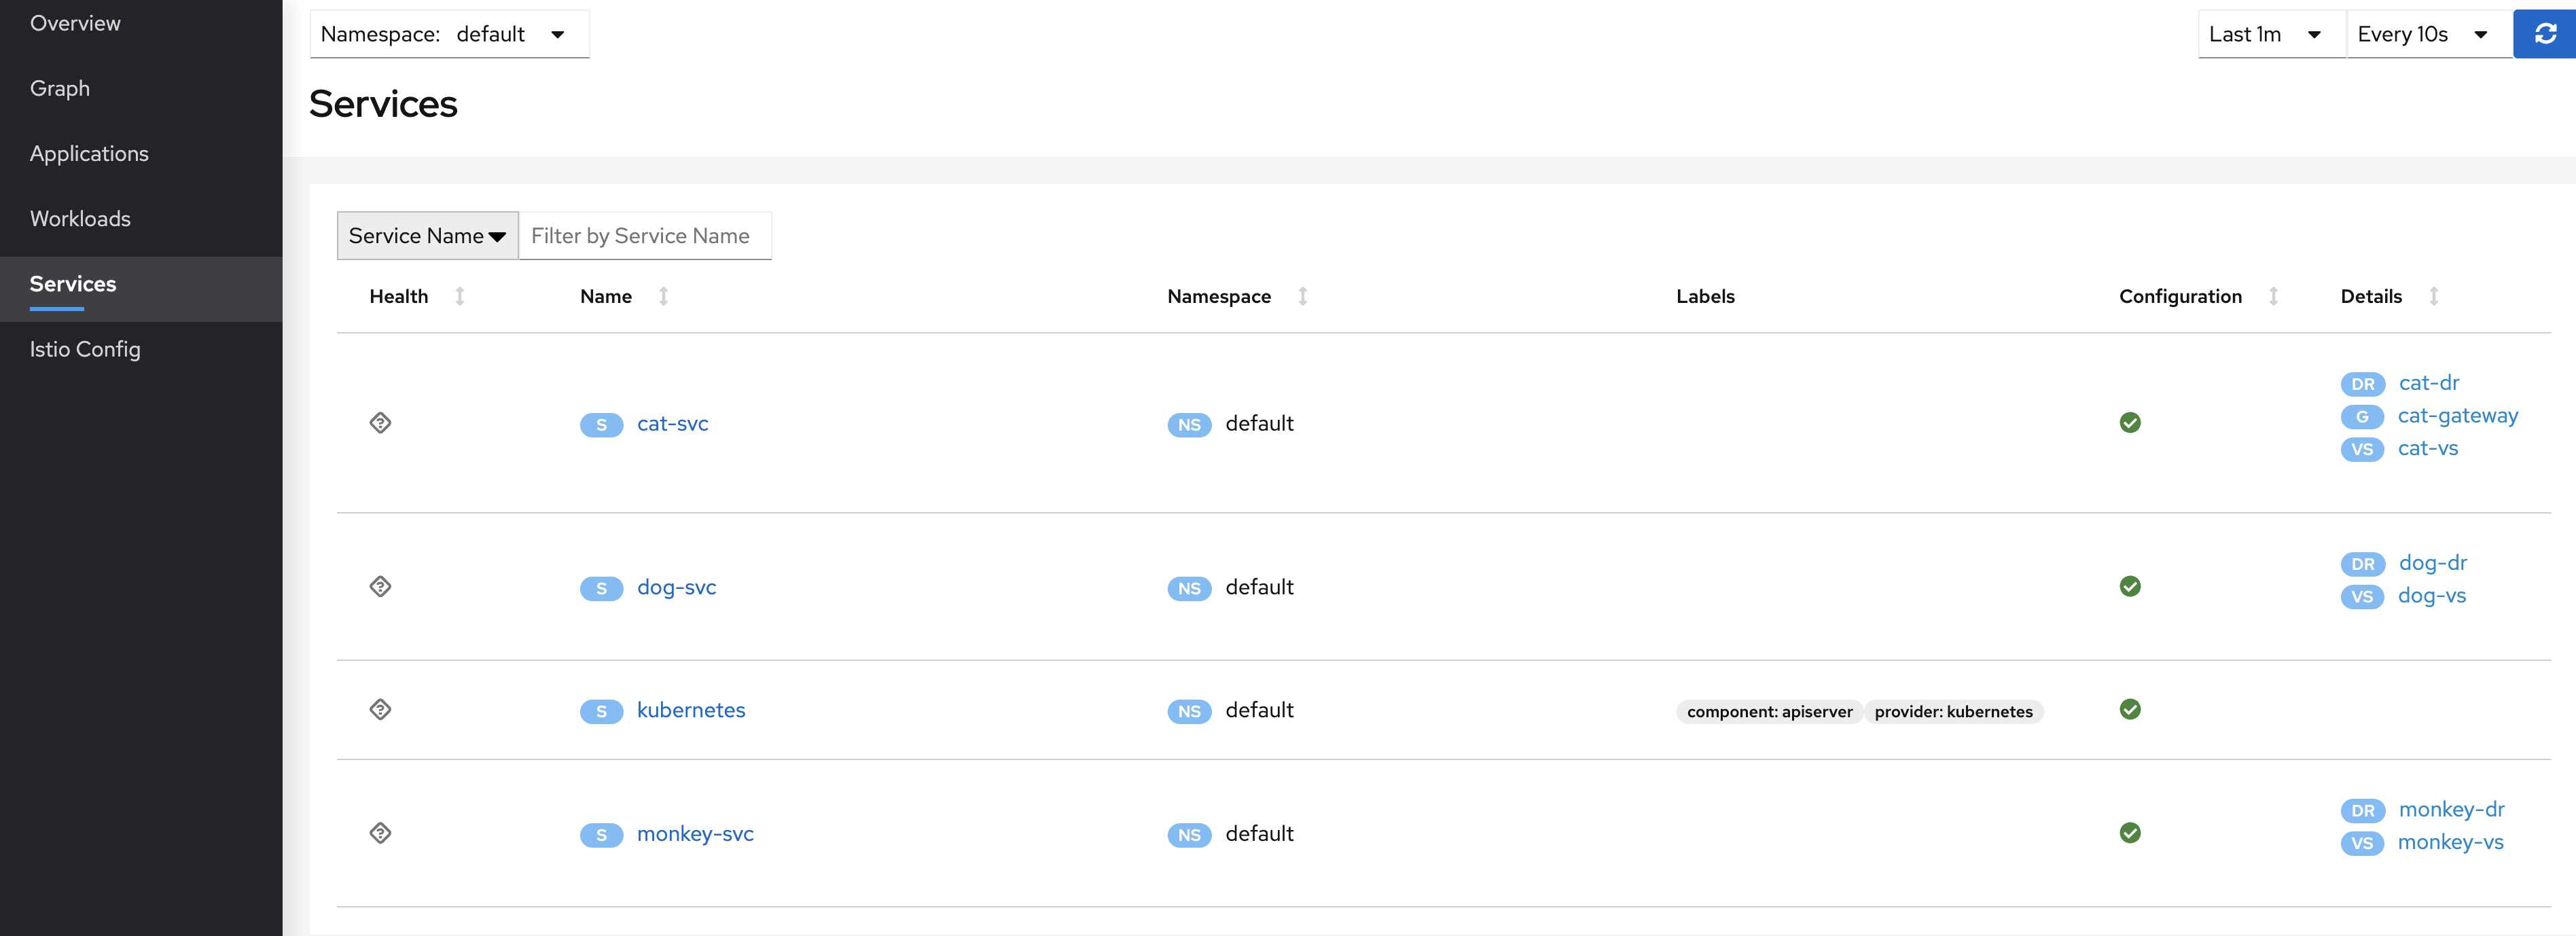 Overview
Graph
Applications
Workloads
Services
Istio Config
Namespace: default
Last 1m
Every 10s
Services
Service Name
Filter by Service Name
Health Name Namespace Labels Configuration Details
S cat-svc NS default
DR cat-dr
G cat-gateway
VS cat-vs
S dog-svc NS default
DR dog-dr
VS dog-vs
S kubernetes NS default component: apiserver provider: kubernetes
S monkey-svc NS default
DR monkey-dr
VS monkey-vs